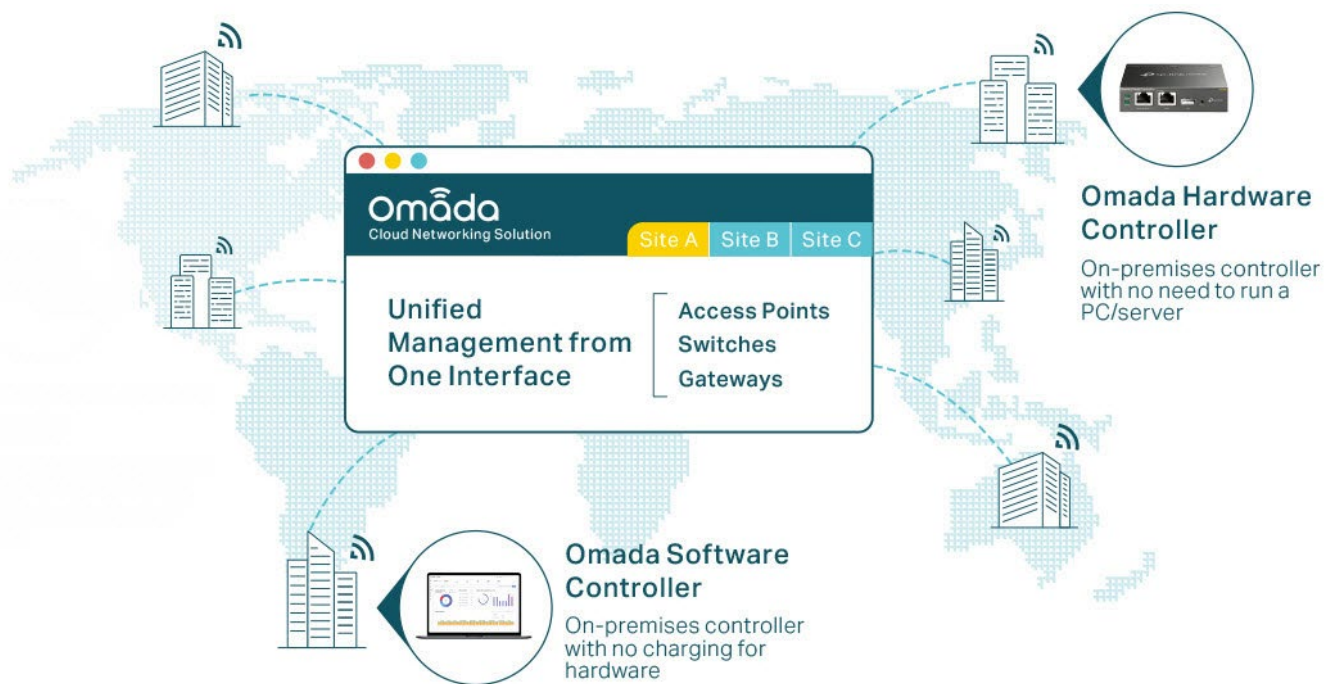 Omada
Cloud Networking Solution
Site A
Site B
Site C
Unified
Management from
One Interface
Access Points
Switches
Gateways
Omada Hardware
Controller
On-premises controller
with no need to run a
PC/server
Omada Software
Controller
On-premises controller
with no charging for
hardware